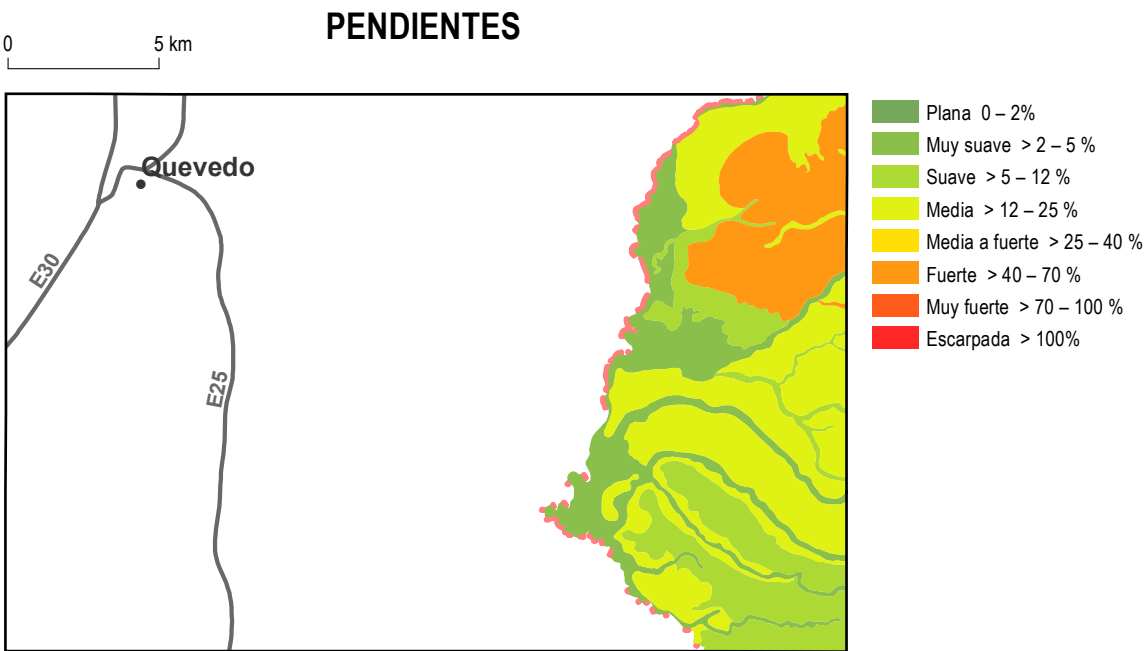 PENDIENTES
0 5 km
Quevedo
E30
E25
Plana 0 – 2%
Muy suave > 2 – 5 %
Suave > 5 – 12 %
Media > 12 – 25 %
Media a fuerte > 25 – 40 %
Fuerte > 40 – 70 %
Muy fuerte > 70 – 100 %
Escarpada > 100%